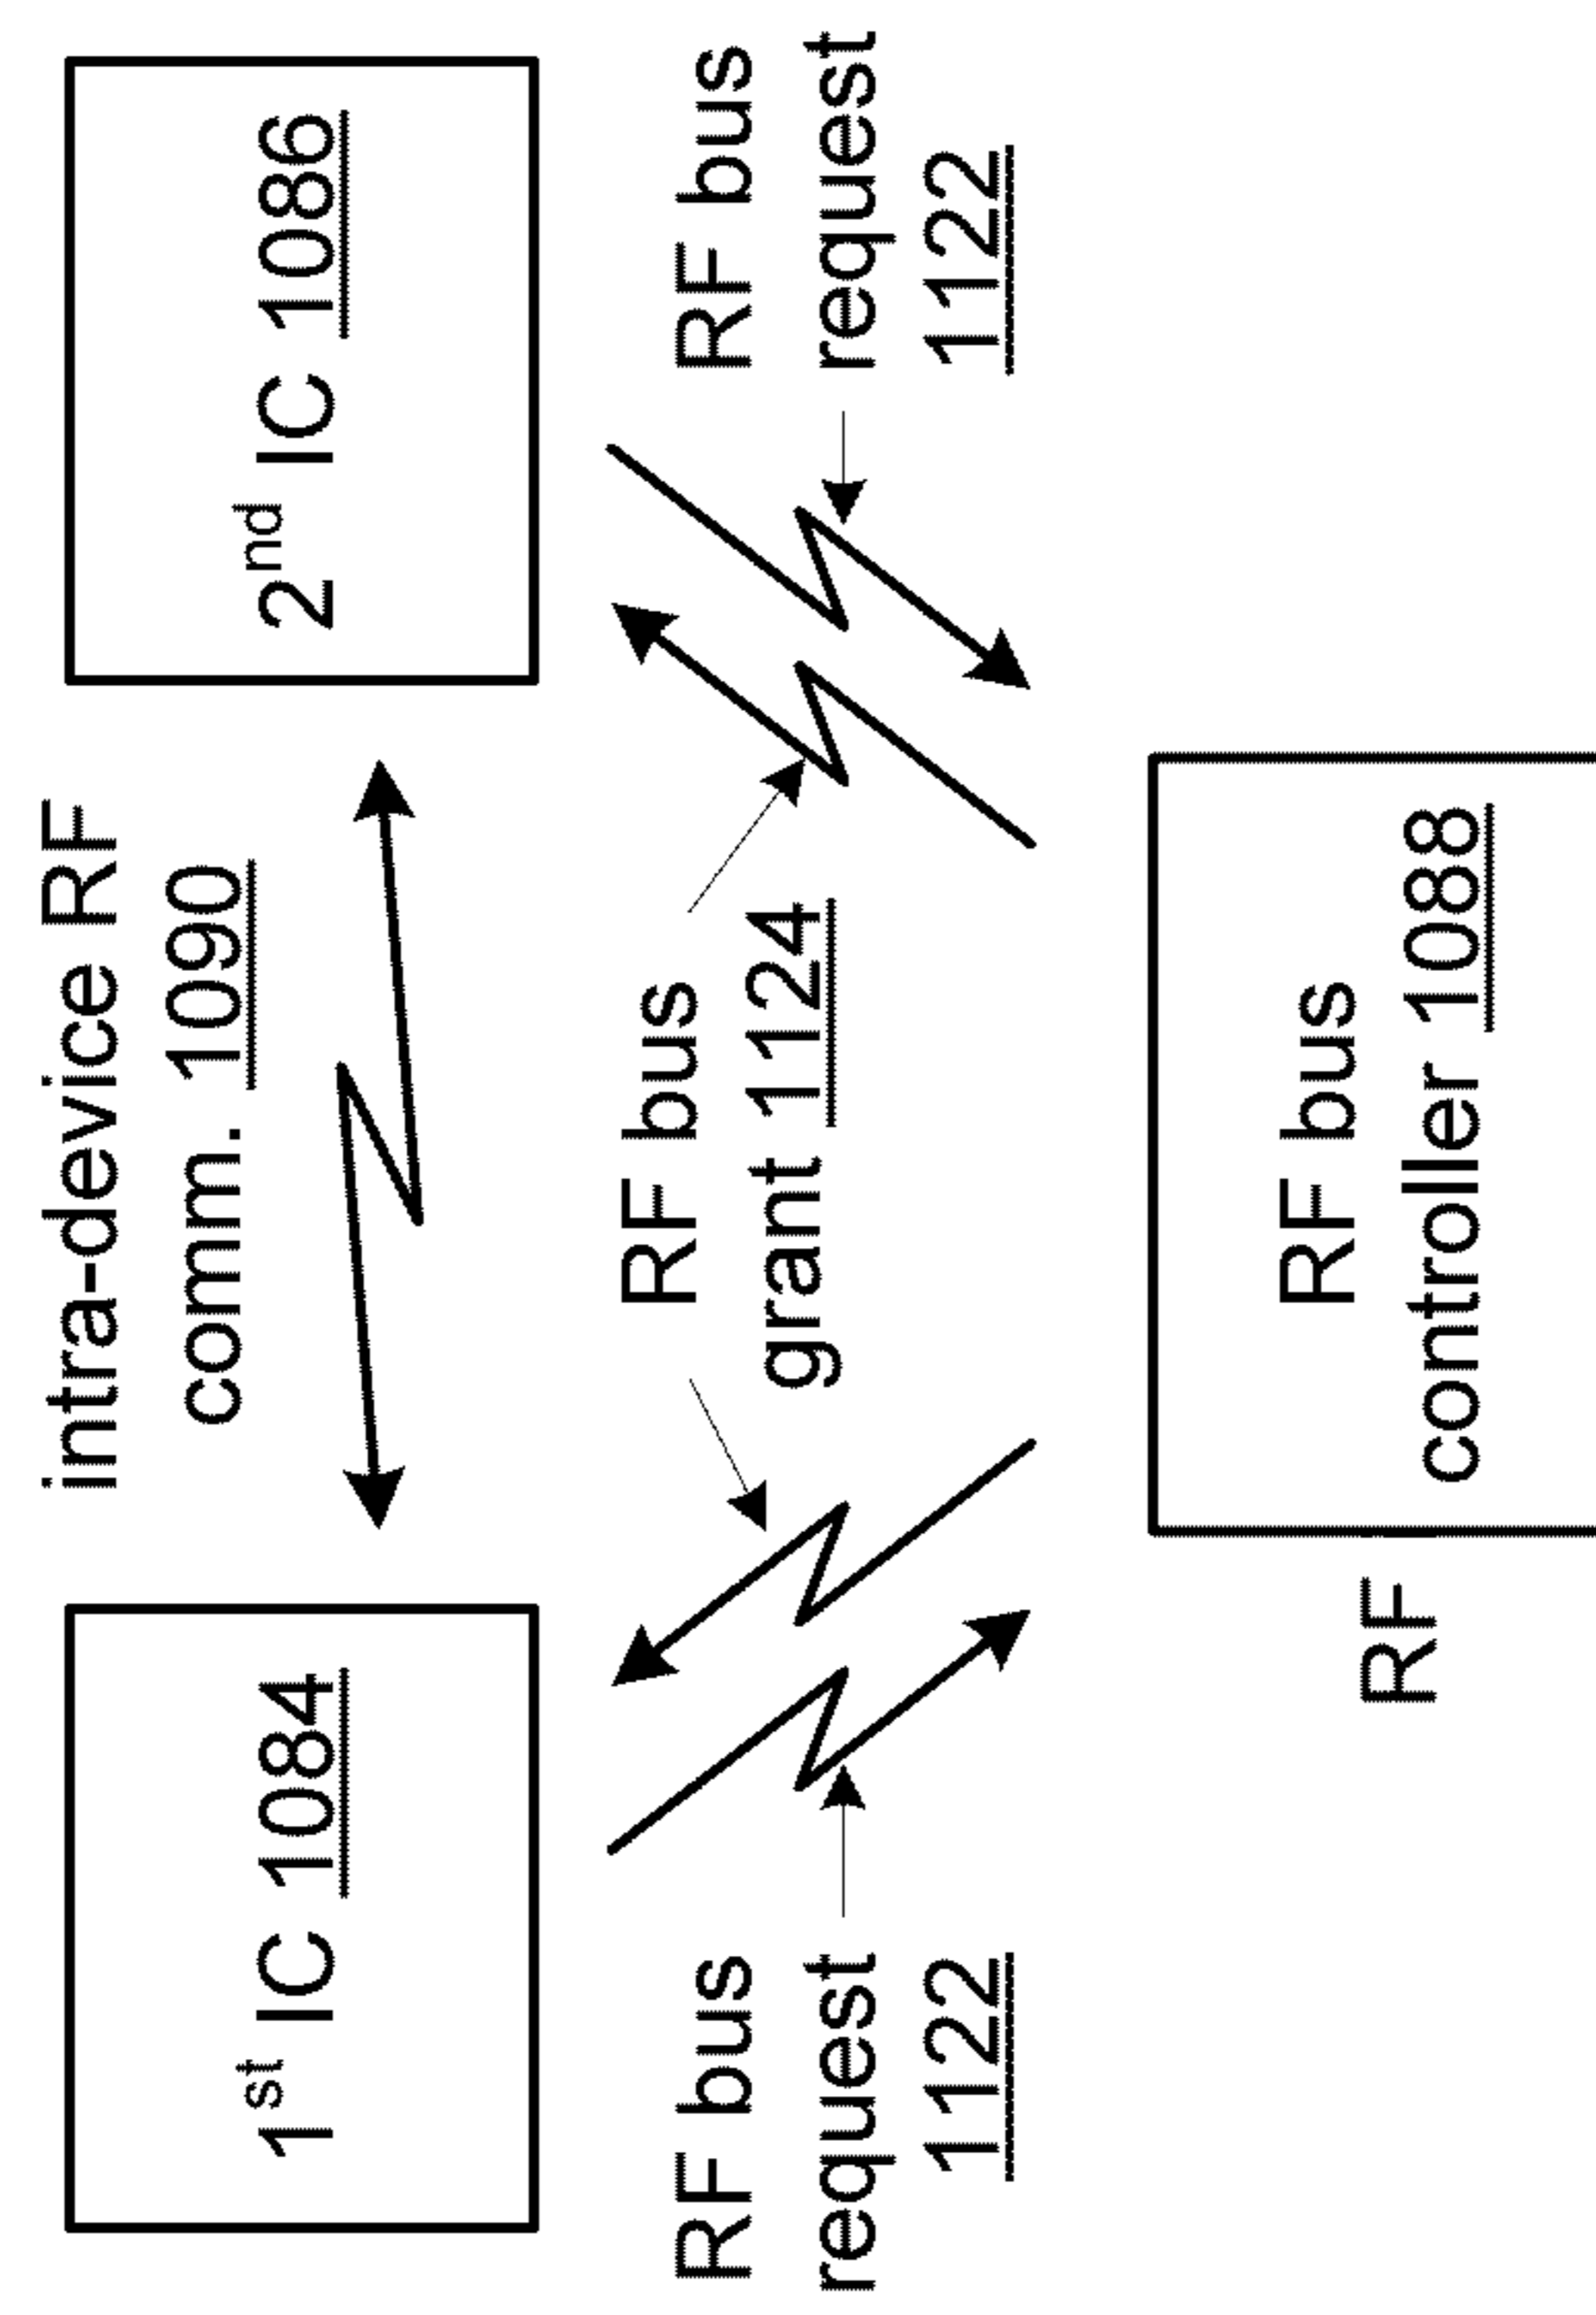 intra-device RF
comm. 1090
1st IC 1084
2nd IC 1086
RF bus
grant 1124
RF bus
request
1122
RF bus
request
1122
RF bus
controller 1088
RF